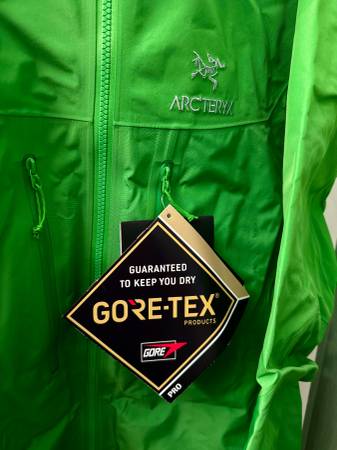 ARC'TERYX
GUARANTEED
TO KEEP YOU DRY
GORE-TEX®
PRODUCTS
GORE
PRO